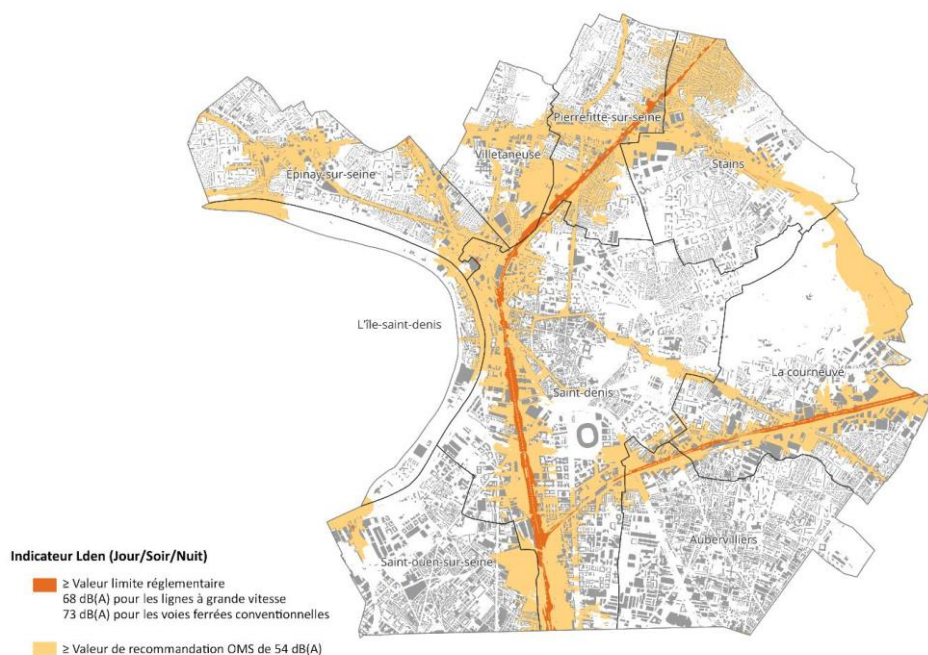 Pierrefitte-sur-seine
Villetaneuse
Stains
Epinay-sur-seine
L'île-saint-denis
La courneuve
Saint-denis
Aubervilliers
Saint-ouen-sur-seine
Indicateur Lden (Jour/Soir/Nuit)
≥ Valeur limite réglementaire
68 dB(A) pour les lignes à grande vitesse
73 dB(A) pour les voies ferrées conventionnelles
≥ Valeur de recommandation OMS de 54 dB(A)